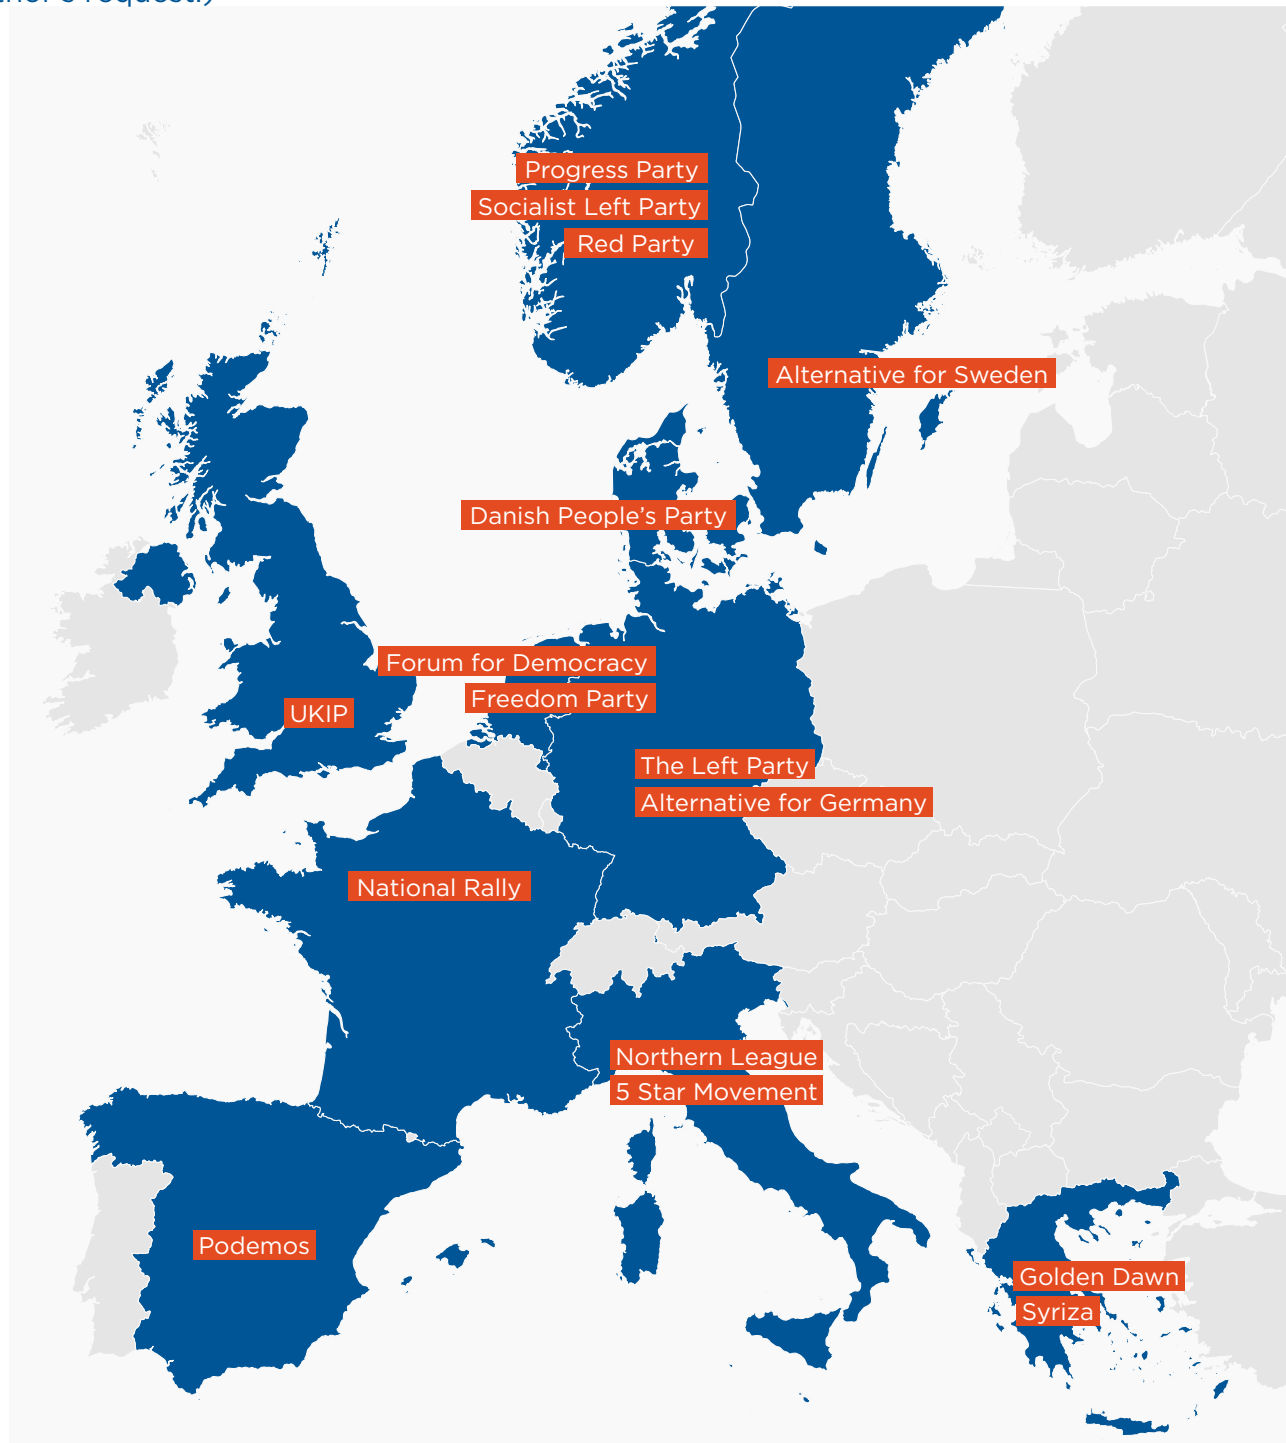 request.)
Progress Party
Socialist Left Party
Red Party
Alternative for Sweden
Danish People's Party
Forum for Democracy
Freedom Party
UKIP
The Left Party
Alternative for Germany
National Rally
Northern League
5 Star Movement
Podemos
Golden Dawn
Syriza